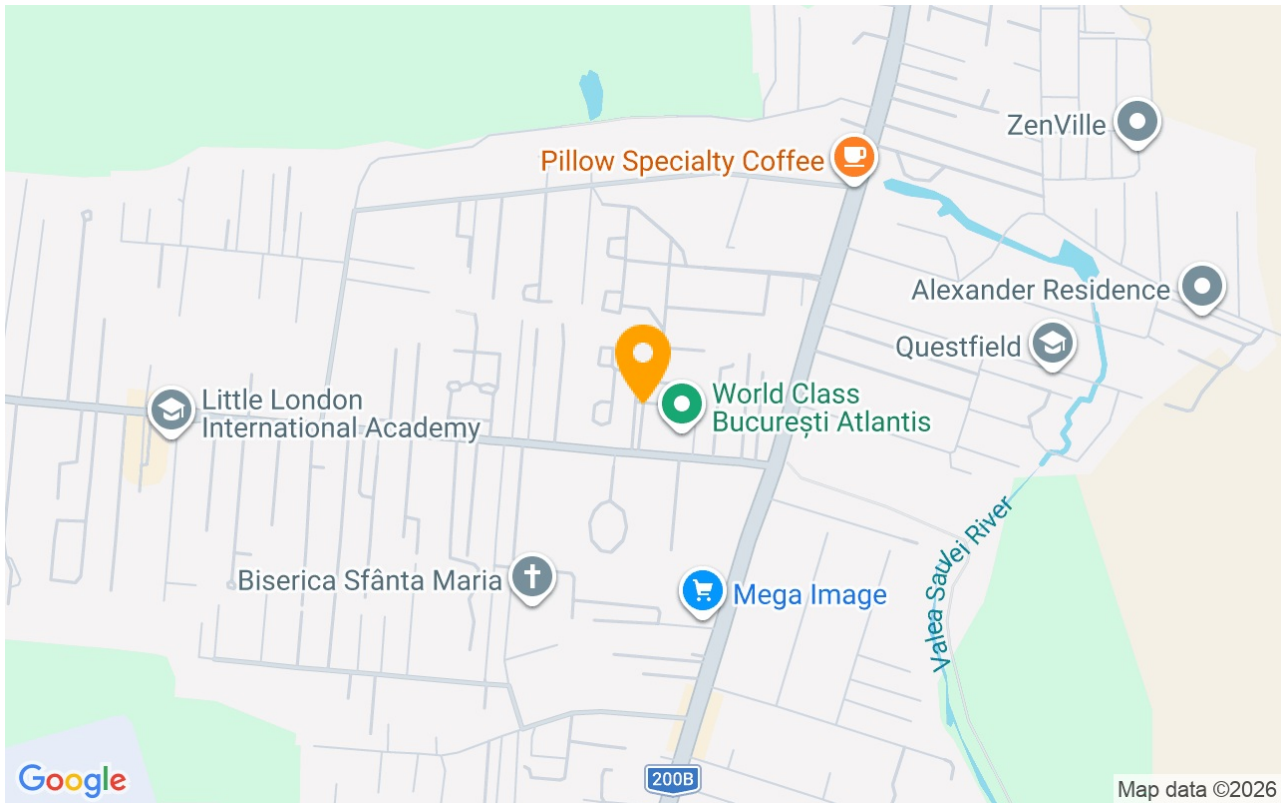 ZenVille
Pillow Specialty Coffee
Alexander Residence
Questfield
World Class
București Atlantis
Little London
International Academy
Valea Saulei River
Biserica Sfânta Maria
Mega Image
200B
Google
Map data ©2026